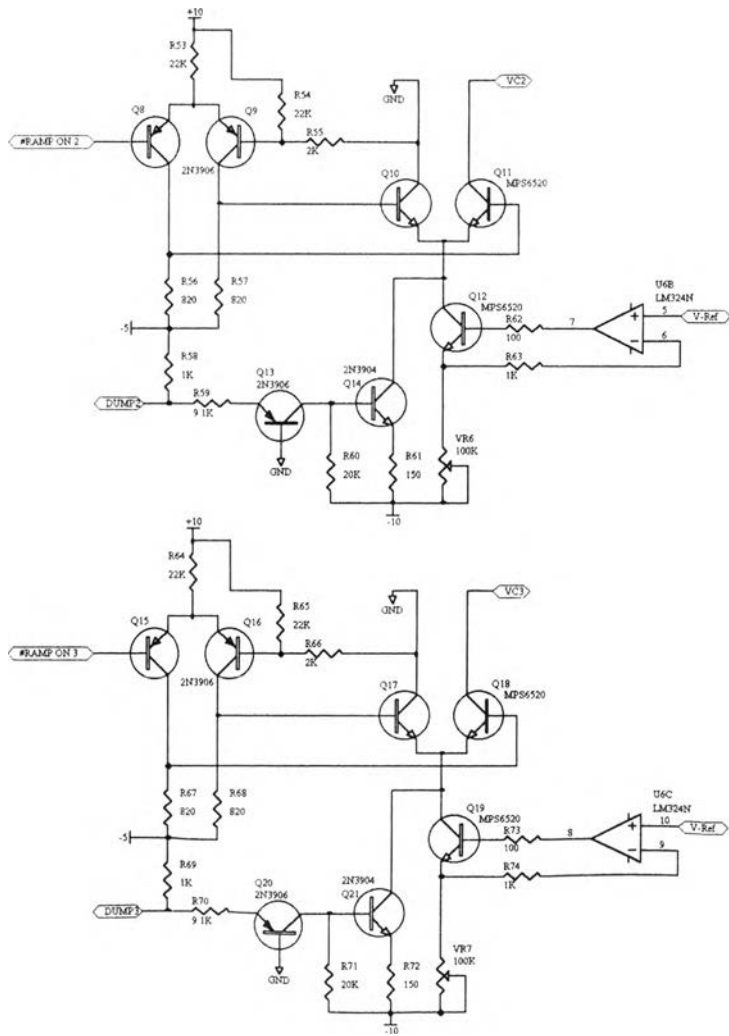 +10
R53
22K
R54
22K
GND
VC2
Q8
Q9
R55
2K
#RAMP ON 2
2N3906
Q10
Q11
MPS6520
R56
820
R57
820
Q12
MPS6520
U6B
LM324N
R62
100
7
5
V-Ref
6
-5
R58
1K
R63
1K
Q13
2N3906
2N3904
Q14
DUMP2
R59
9 1K
VR6
100K
GND
R60
20K
R61
150
-10
+10
R64
22K
R65
22K
GND
VC3
Q15
Q16
R66
2K
#RAMP ON 3
2N3906
Q17
Q18
MPS6520
R67
820
R68
820
Q19
MPS6520
U6C
LM324N
R73
100
8
10
V-Ref
9
-5
R69
1K
R74
1K
Q20
2N3906
2N3904
Q21
R70
9 1K
VR7
100K
GND
R71
20K
R72
150
-10